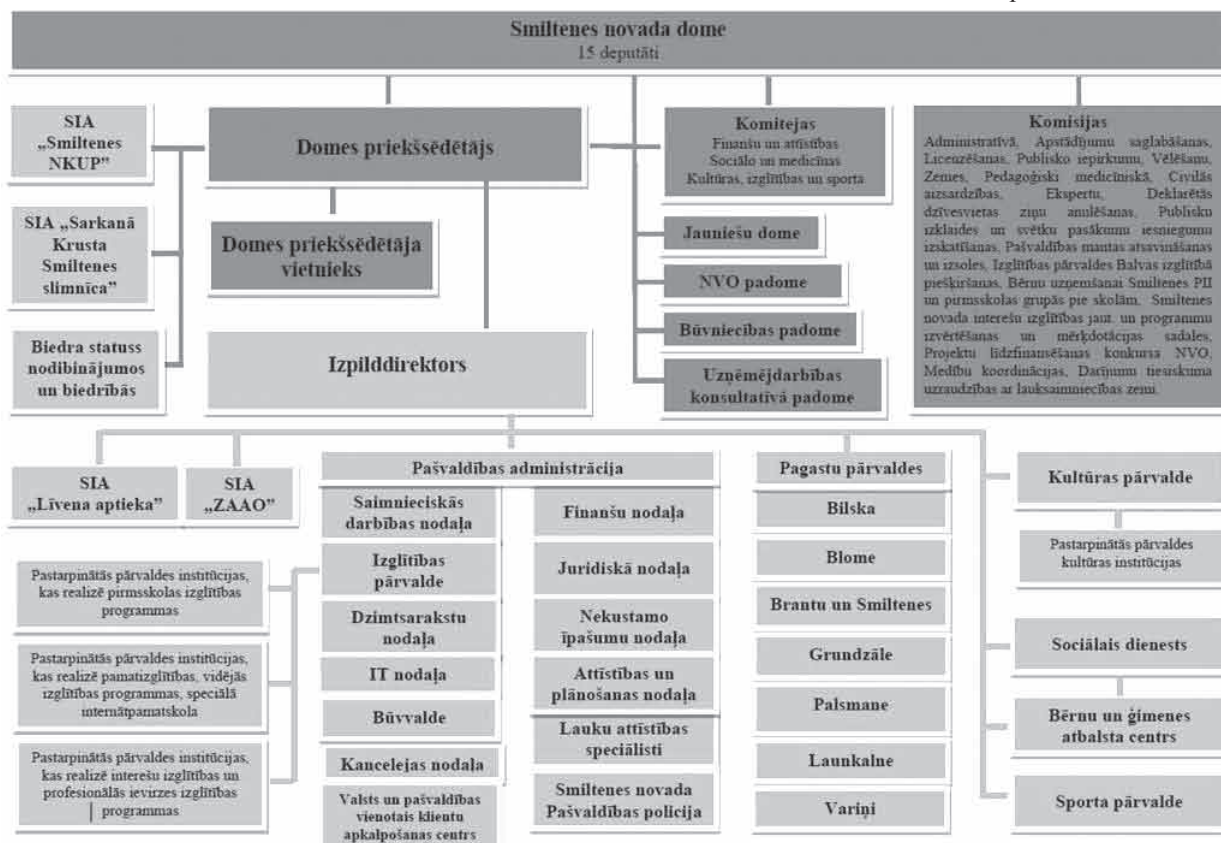 Smiltenes novada dome
15 deputāti
SIA
„Smiltenes
NKUP”
SIA „Sarkanā
Krusta
Smiltenes
slimnīca”
Biedra statuss
nodibinājumos
un biedrībās
Domes priekšsēdētājs
Domes priekšsēdētāja
vietnieks
Izpilddirektors
Komitejas
Finanšu un attīstības
Sociālo un medicīnas
Kultūras, izglītības un sporta
Jauniešu dome
NVO padome
Būvniecības padome
Uzņēmējdarbības
konsultatīvā padome
Komisijas
Administratīvā, Apstādījumu saglabāšanas,
Licenzēšanas, Publisko iepirkumu, Vēlēšanu,
Zemes, Pedagoģiski medicīniskā, Civilās
aizsardzības, Ekspertu, Deklarētās
dzīvesvietas ziņu anulēšanas, Publisku
izklaides un svētku pasākumu iesniegumu
izskatīšanas, Pašvaldības mantas atsavināšanas
un izsoles, Izglītības pārvaldes Balvas izglītībā
piešķiršanas, Bērnu uzņemšanai Smiltenes PII
un pirmsskolas grupās pie skolām, Smiltenes
novada interešu izglītības jaut. un programmu
izvērtēšanas un mērķdotācijas sadales,
Projektu līdzfinansēšanas konkursa NVO,
Medību koordinācijas, Darījumu tiesiskuma
uzraudzības ar lauksaimniecības zemi.
SIA
„Līvena aptieka”
SIA
„ZAAO”
Pašvaldības administrācija
Saimnieciskās
darbības nodaļa
Izglītības
pārvalde
Dzimtsarakstu
nodaļa
IT nodaļa
Būvvalde
Kancelejas nodaļa
Valsts un pašvaldības
vienotais klientu
apkalpošanas centrs
Finanšu nodaļa
Juridiskā nodaļa
Nekustamo
īpašumu nodaļa
Attīstības un
plānošanas nodaļa
Lauku attīstības
speciālisti
Smiltenes novada
Pašvaldības policija
Pastarpinātās pārvaldes institūcijas,
kas realizē pirmsskolas izglītības
programmas
Pastarpinātās pārvaldes institūcijas,
kas realizē pamatizglītības, vidējās
izglītības programmas, speciālā
internātpamatskola
Pastarpinātās pārvaldes institūcijas,
kas realizē interešu izglītības un
profesionālās ievirzes izglītības
programmas
Pagastu pārvaldes
Bilska
Blome
Brantu un Smiltenes
Grundzāle
Palsmane
Launkalne
Variņi
Kultūras pārvalde
Pastarpinātās pārvaldes
kultūras institūcijas
Sociālais dienests
Bērnu un ģimenes
atbalsta centrs
Sporta pārvalde